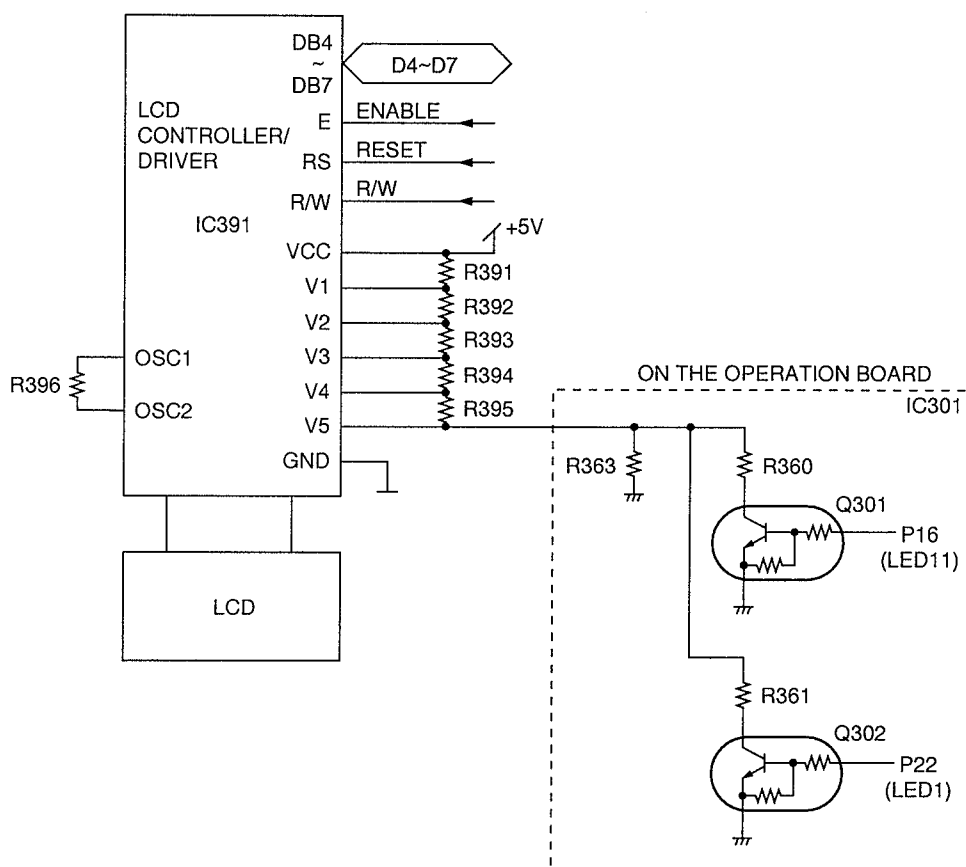 DB4
~
DB7
D4~D7
LCD
CONTROLLER/
DRIVER
E
ENABLE
RS
RESET
R/W
R/W
IC391
VCC
+5V
R391
V1
R392
V2
R393
OSC1
V3
R394
R396
V4
R395
OSC2
V5
GND
LCD
ON THE OPERATION BOARD
IC301
R363
R360
Q301
P16
(LED11)
R361
Q302
P22
(LED1)